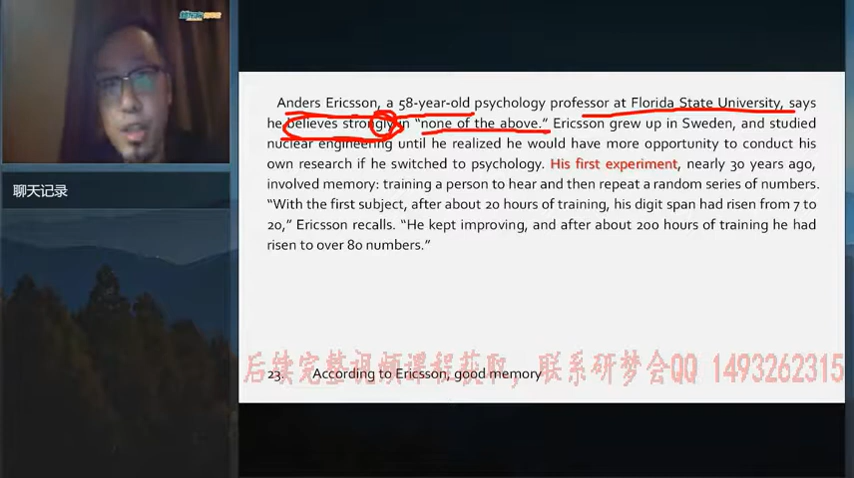 聊天记录
Anders Ericsson, a 58-year-old psychology professor at Florida State University, says
he believes strongly in “none of the above.” Ericsson grew up in Sweden, and studied
nuclear engineering until he realized he would have more opportunity to conduct his
own research if he switched to psychology. His first experiment, nearly 30 years ago,
involved memory: training a person to hear and then repeat a random series of numbers.
“With the first subject, after about 20 hours of training, his digit span had risen from 7 to
20,” Ericsson recalls. “He kept improving, and after about 200 hours of training he had
risen to over 80 numbers.”
后续完整视频课程获取，联系研梦会QQ 1493262315
23. According to Ericsson, good memory